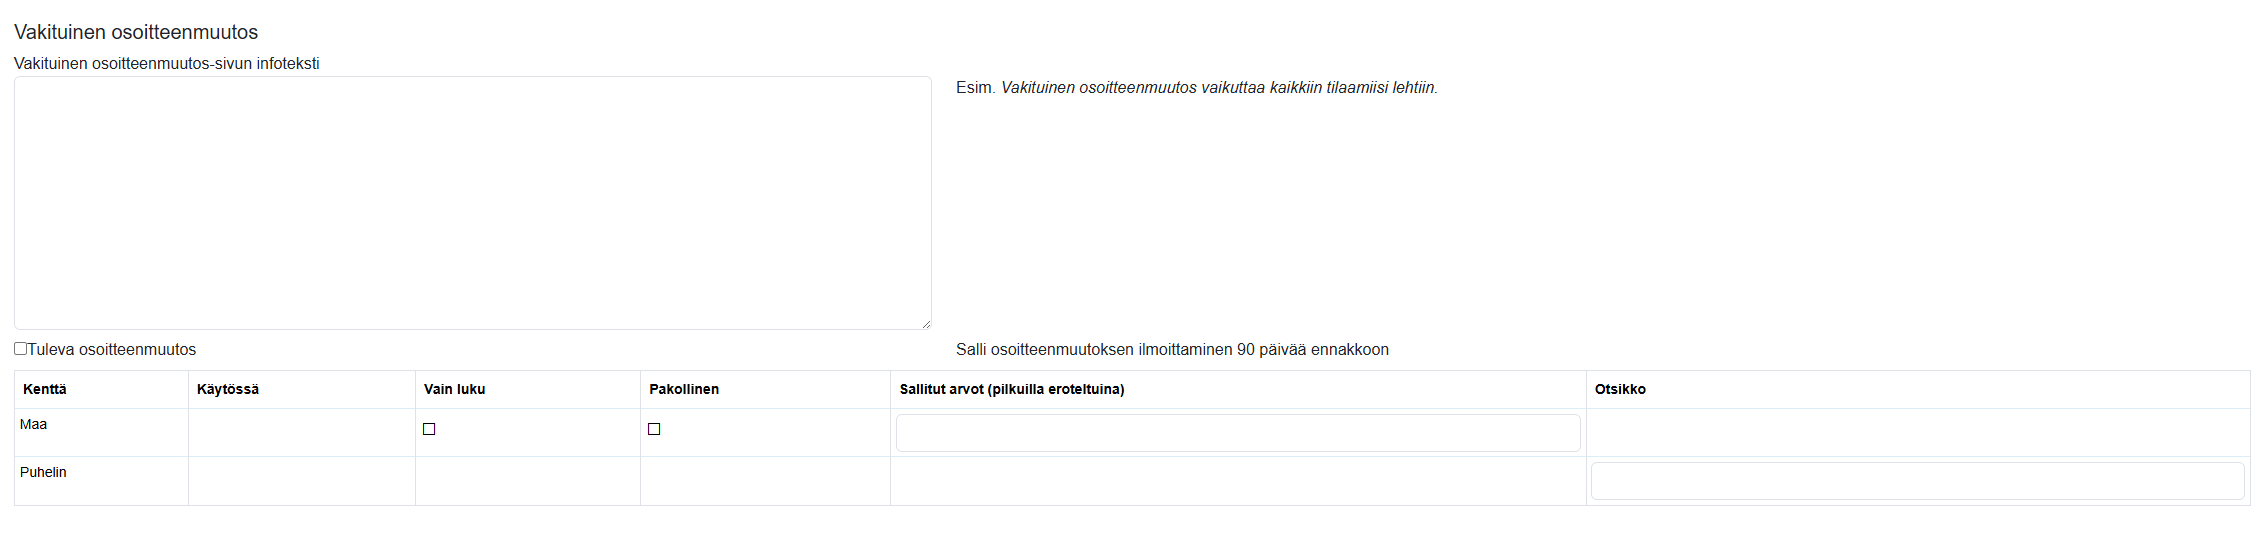 Vakituinen osoitteenmuutos
Vakituinen osoitteenmuutos-sivun infoteksti
Esim. Vakituinen osoitteenmuutos vaikuttaa kaikkiin tilaamiisi lehtiin.
Tuleva osoitteenmuutos
Salli osoitteenmuutoksen ilmoittaminen 90 päivää ennakkoon
Kenttä Käytössä Vain luku Pakollinen Sallitut arvot (pilkuilla eroteltuina) Otsikko
Maa
Puhelin